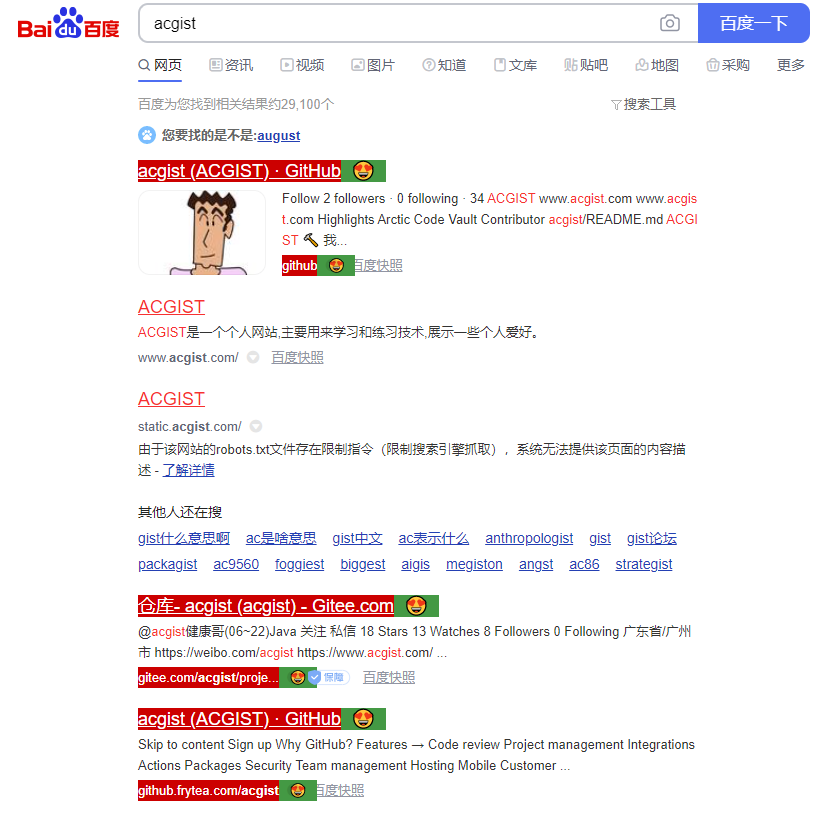 Bai du 百度
acgist
百度一下
网页 资讯 视频 图片 知道 文库 贴吧 地图 采购 更多
百度为您找到相关结果约29,100个
搜索工具
您要找的是不是:august
acgist (ACGIST) · GitHub
Follow 2 followers · 0 following · 34 ACGIST www.acgist.com www.acgis
t.com Highlights Arctic Code Vault Contributor acgist/README.md ACGI
ST 🔨 我...
github 百度快照
ACGIST
ACGIST是一个个人网站,主要用来学习和练习技术,展示一些个人爱好。
www.acgist.com/ 百度快照
ACGIST
static.acgist.com/
由于该网站的robots.txt文件存在限制指令（限制搜索引擎抓取），系统无法提供该页面的内容描
述 - 了解详情
其他人还在搜
gist什么意思啊 ac是啥意思 gist中文 ac表示什么 anthropologist gist gist论坛
packagist ac9560 foggiest biggest aigis megiston angst ac86 strategist
仓库- acgist (acgist) - Gitee.com
@acgist健康哥(06~22)Java 关注 私信 18 Stars 13 Watches 8 Followers 0 Following 广东省/广州
市 https://weibo.com/acgist https://www.acgist.com/ ...
gitee.com/acgist/proje... 保障 百度快照
acgist (ACGIST) · GitHub
Skip to content Sign up Why GitHub? Features → Code review Project management Integrations
Actions Packages Security Team management Hosting Mobile Customer ...
github.frytea.com/acgist 百度快照